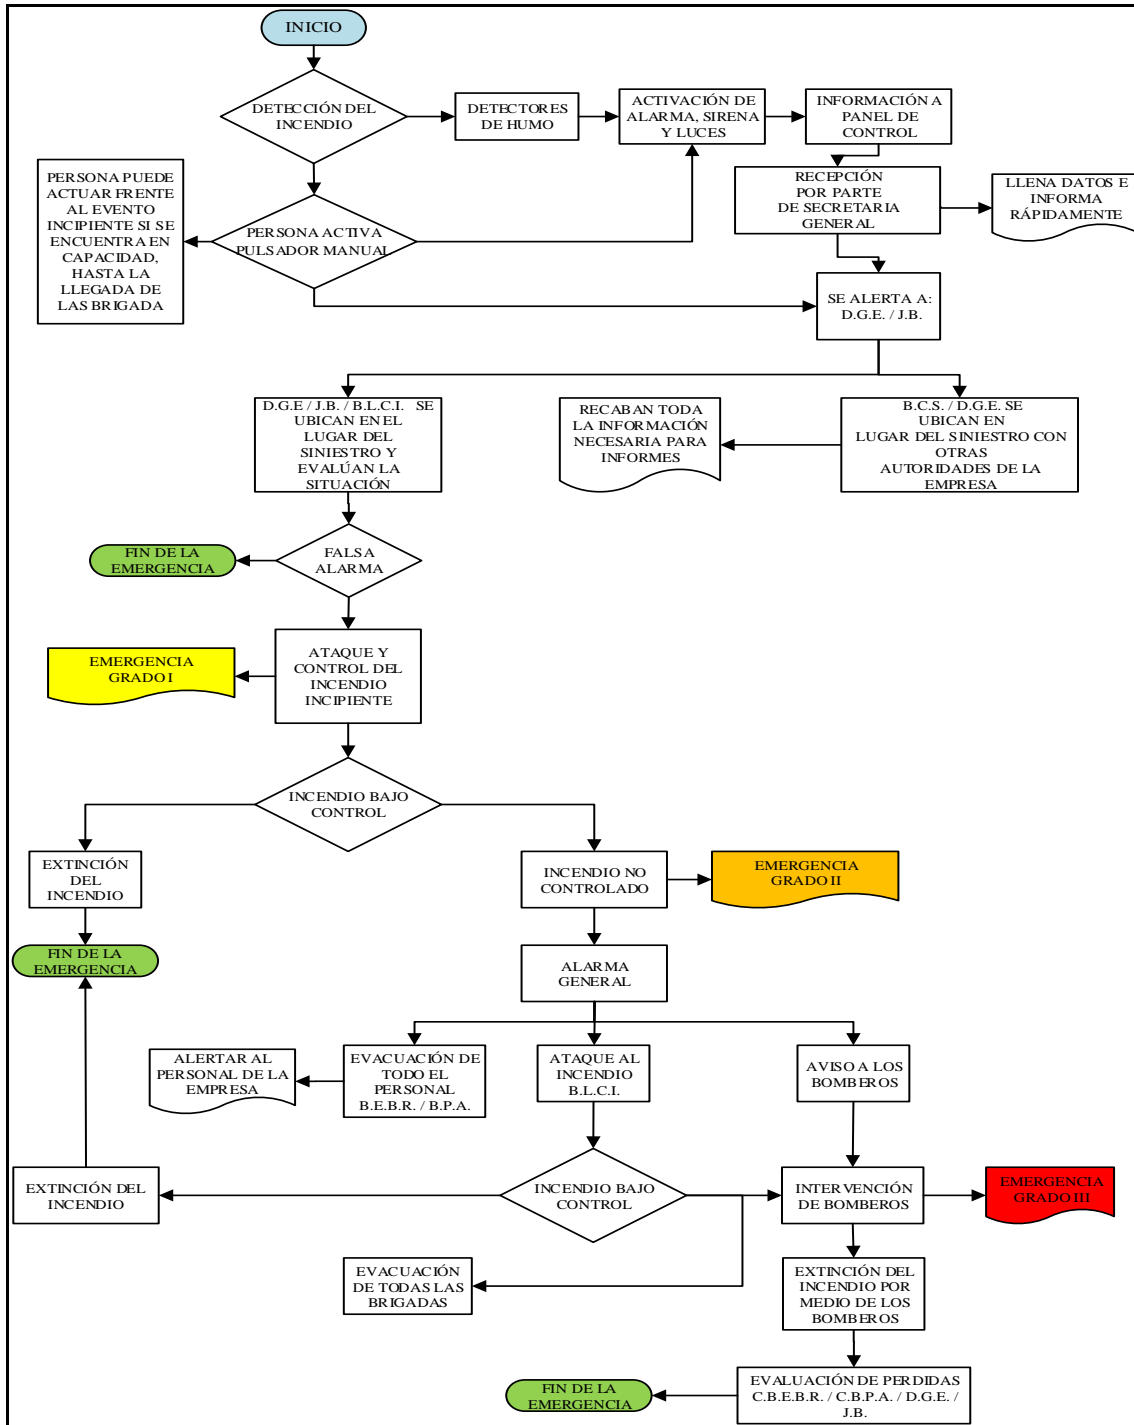 INICIO
DETECCIÓN DEL
INCENDIO
DETECTORES
DE HUMO
ACTIVACIÓN DE
ALARMA, SIRENA
Y LUCES
INFORMACIÓN A
PANEL DE
CONTROL
PERSONA PUEDE
ACTUAR FRENTE
AL EVENTO
INCIPIENTE SI SE
ENCUENTRA EN
CAPACIDAD,
HASTA LA
LLEGADA DE
LAS BRIGADA
PERSONA ACTIVA
PULSADOR MANUAL
RECEPCIÓN
POR PARTE
DE SECRETARIA
GENERAL
LLENA DATOS E
INFORMA
RÁPIDAMENTE
SE ALERTA A:
D.G.E. / J.B.
D.G.E / J.B. / B.L.C.I. SE
UBICAN EN EL
LUGAR DEL
SINIESTRO Y
EVALÚAN LA
SITUACIÓN
RECABAN TODA
LA INFORMACIÓN
NECESARIA PARA
INFORMES
B.C.S. / D.G.E. SE
UBICAN EN
LUGAR DEL SINIESTRO CON
OTRAS
AUTORIDADES DE LA
EMPRESA
FIN DE LA
EMERGENCIA
FALSA
ALARMA
EMERGENCIA
GRADO I
ATAQUE Y
CONTROL DEL
INCENDIO
INCIPIENTE
INCENDIO BAJO
CONTROL
EXTINCIÓN
DEL
INCENDIO
INCENDIO NO
CONTROLADO
EMERGENCIA
GRADO II
FIN DE LA
EMERGENCIA
ALARMA
GENERAL
ALERTAR AL
PERSONAL DE LA
EMPRESA
EVACUACIÓN DE
TODO EL
PERSONAL
B.E.B.R. / B.P.A.
ATAQUE AL
INCENDIO
B.L.C.I.
AVISO A LOS
BOMBEROS
EXTINCIÓN DEL
INCENDIO
INCENDIO BAJO
CONTROL
INTERVENCIÓN
DE BOMBEROS
EMERGENCIA
GRADO III
EVACUACIÓN
DE TODAS LAS
BRIGADAS
EXTINCIÓN DEL
INCENDIO POR
MEDIO DE LOS
BOMBEROS
FIN DE LA
EMERGENCIA
EVALUACIÓN DE PERDIDAS
C.B.E.B.R. / C.B.P.A. / D.G.E. /
J.B.